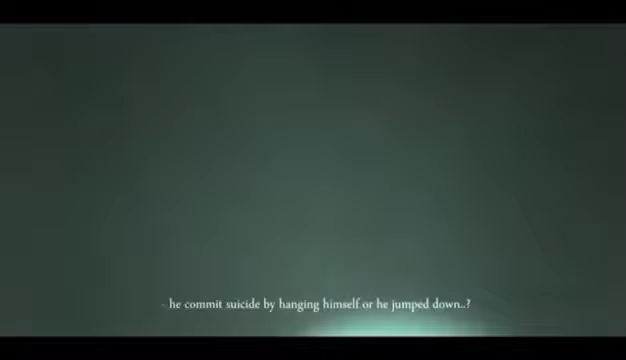 - he commit suicide by hanging himself or he jumped down..?